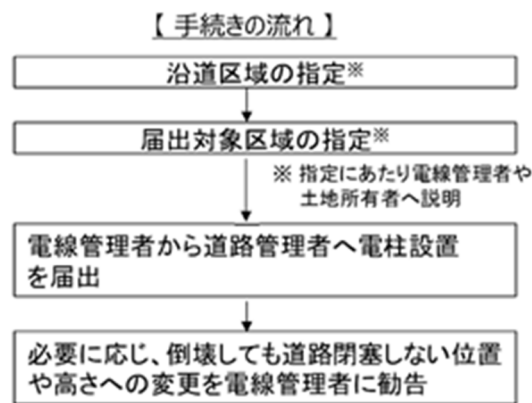 【 手続きの流れ 】
沿道区域の指定※
届出対象区域の指定※
※ 指定にあたり電線管理者や
土地所有者へ説明
電線管理者から道路管理者へ電柱設置
を届出
必要に応じ、倒壊しても道路閉塞しない位置
や高さへの変更を電線管理者に勧告